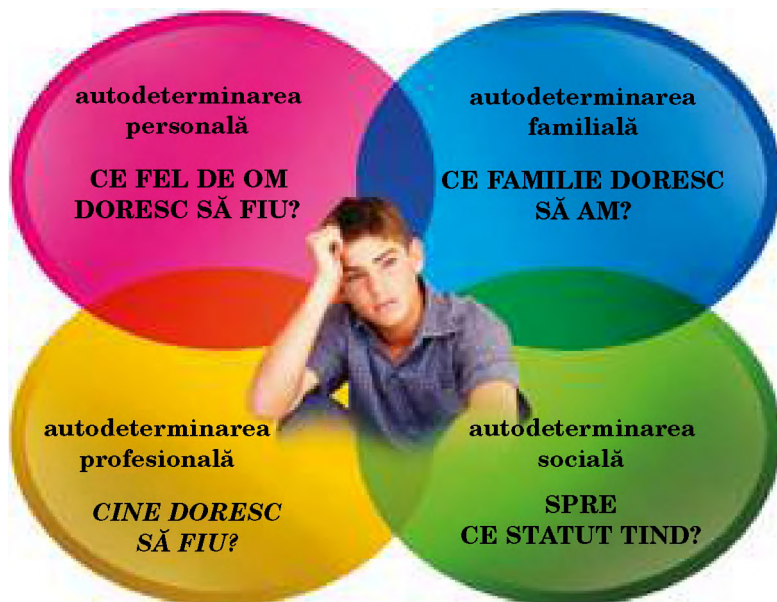 autodeterminarea
personală
CE FEL DE OM
DORESC SĂ FIU?
autodeterminarea
familială
CE FAMILIE DORESC
SĂ AM?
autodeterminarea
profesională
CINE DORESC
SĂ FIU?
autodeterminarea
socială
SPRE
CE STATUT TIND?